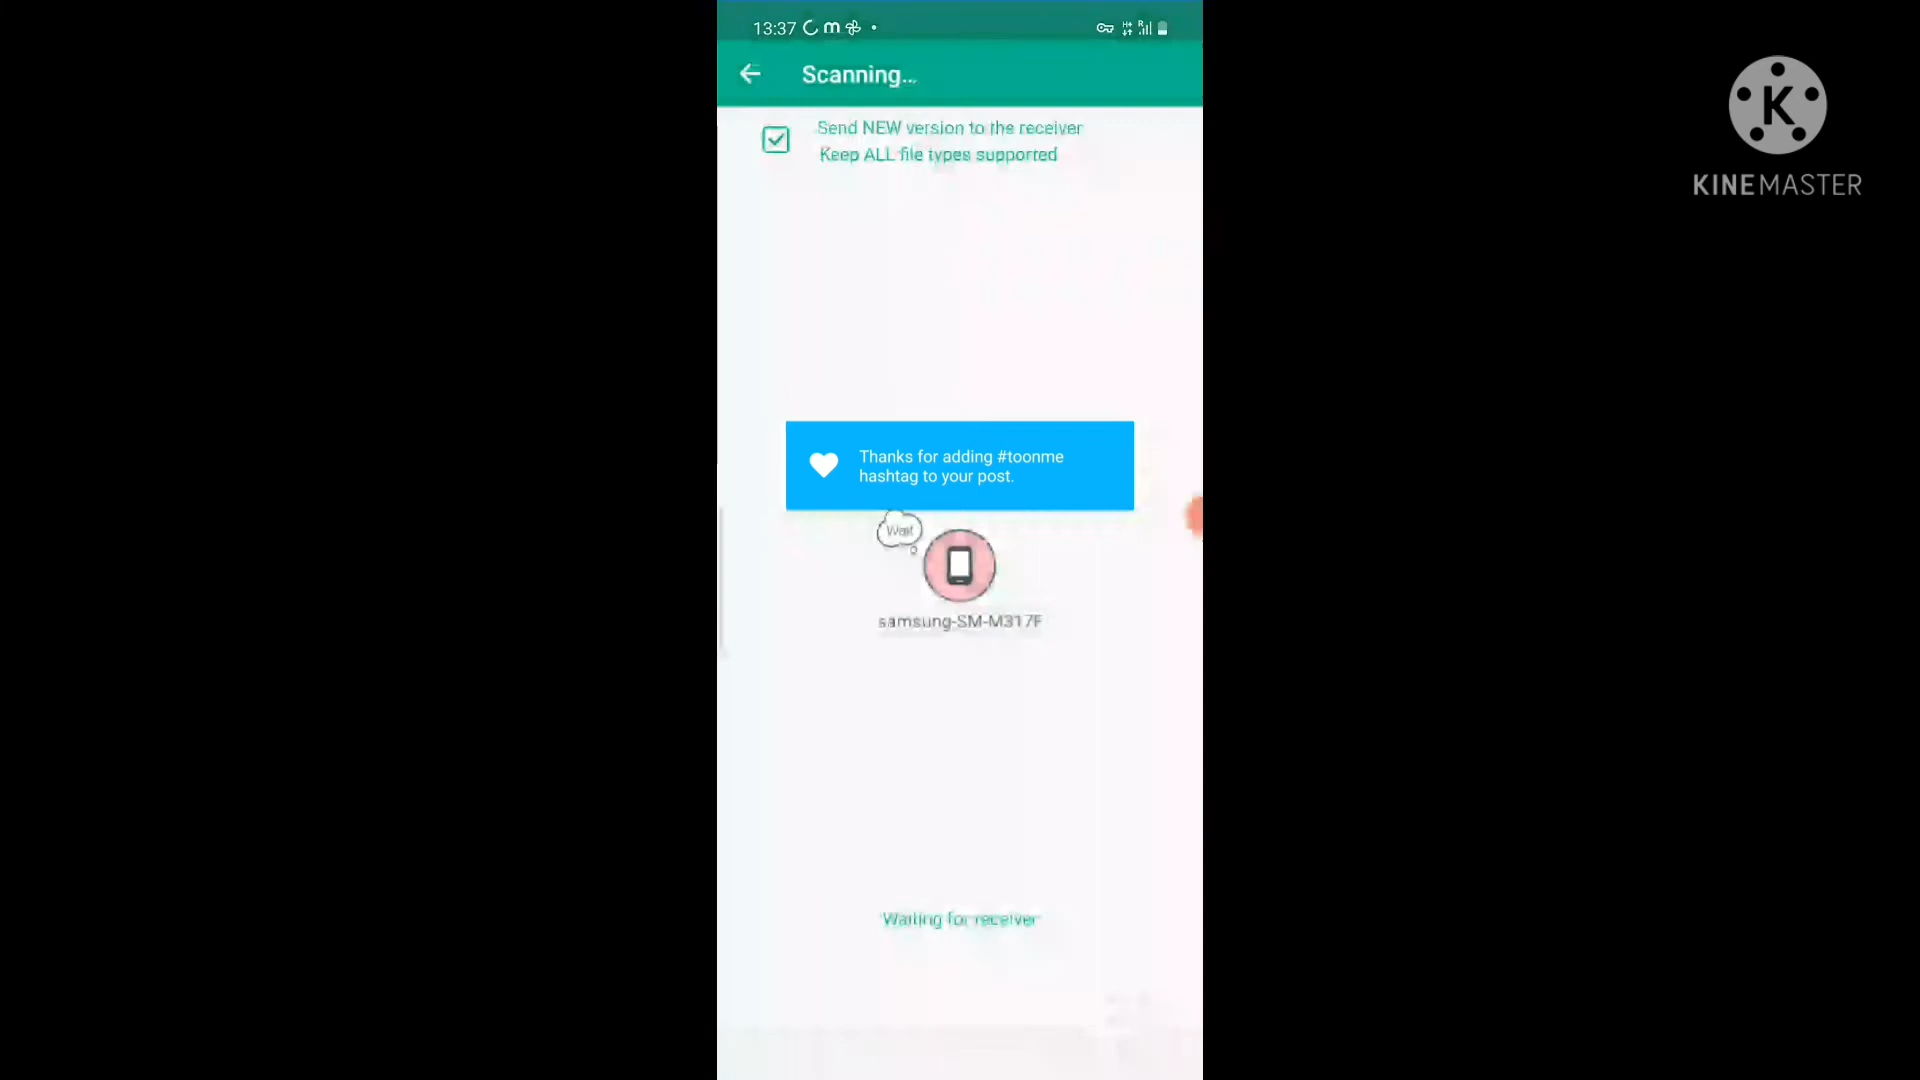 13:37
Scanning...
Send NEW version to the receiver
Keep ALL file types supported
Thanks for adding #toonme
hashtag to your post.
Wait
samsung-SM-M317F
Waiting for receiver
K
KINEMASTER